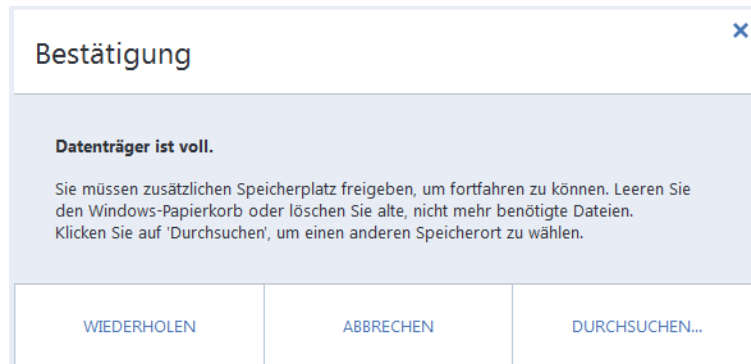 Bestätigung
Datenträger ist voll.
Sie müssen zusätzlichen Speicherplatz freigeben, um fortfahren zu können. Leeren Sie
den Windows-Papierkorb oder löschen Sie alte, nicht mehr benötigte Dateien.
Klicken Sie auf 'Durchsuchen', um einen anderen Speicherort zu wählen.
WIEDERHOLEN
ABBRECHEN
DURCHSUCHEN...